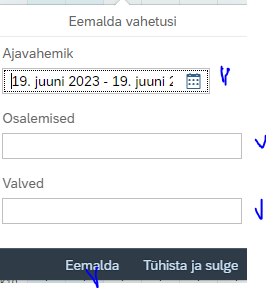 Eemalda vahetusi
Ajavahemik
19. juuni 2023 - 19. juuni 2
Osalemised
Valved
Eemalda Tühista ja sulge